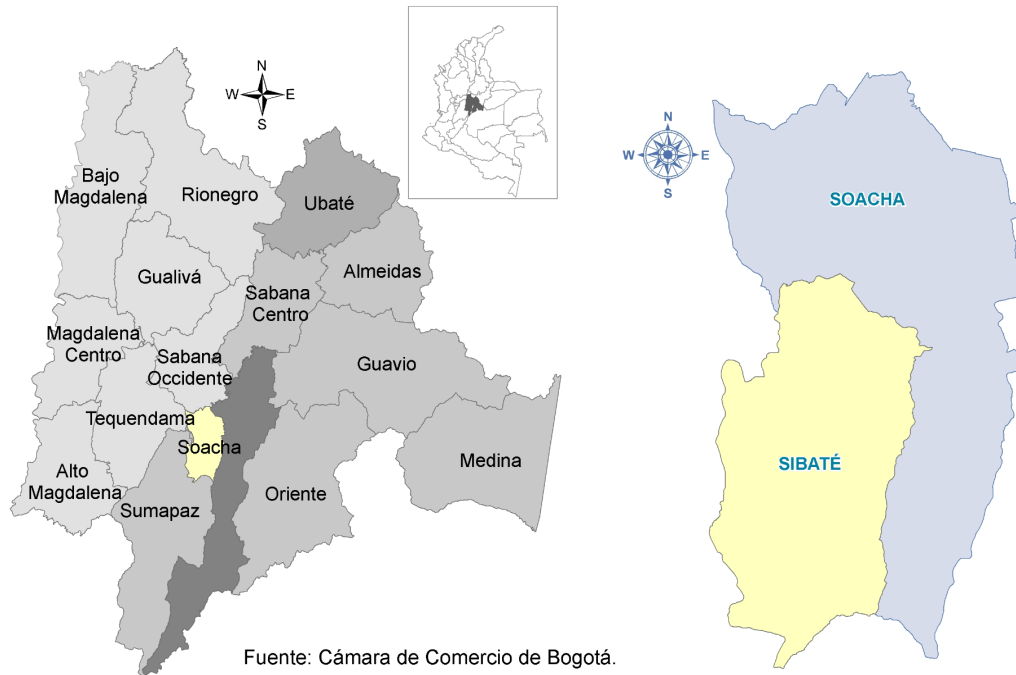 N
W
E
S
Bajo
Magdalena
Rionegro
Ubaté
Gualivá
Almeidas
Sabana
Centro
Magdalena
Centro
Sabana
Occidente
Guavio
Tequendama
Soacha
Alto
Magdalena
Sumapaz
Oriente
Medina
Fuente: Cámara de Comercio de Bogotá.
N
W
E
S
SOACHA
SIBATÉ